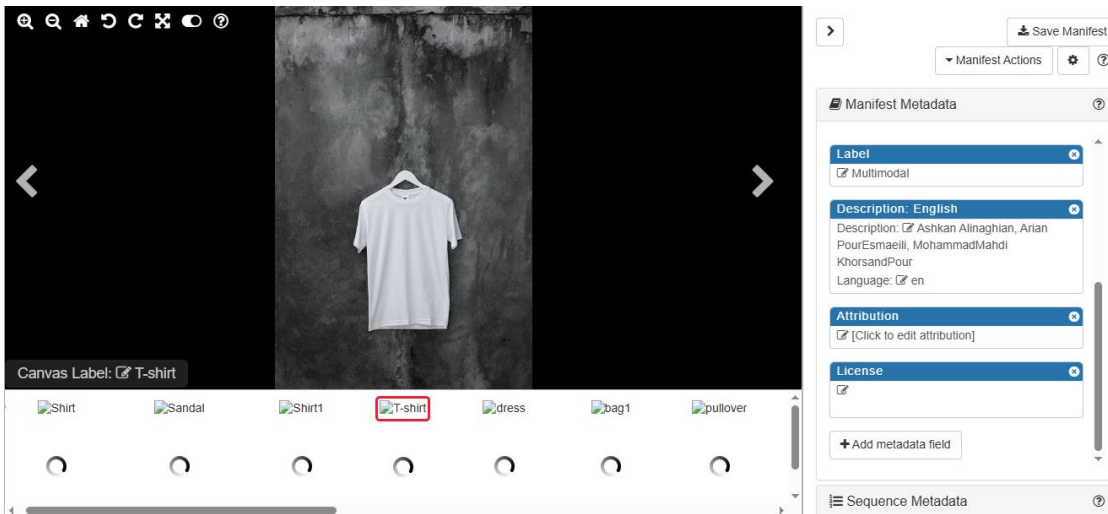 Save Manifest
Manifest Actions
Manifest Metadata
Label
Multimodal
Description: English
Description: Ashkan Alinaghian, Arian
PourEsmaeili, MohammadMahdi
KhorsandPour
Language: en
Attribution
[Click to edit attribution]
License
Add metadata field
Sequence Metadata
Canvas Label: T-shirt
Shirt
Sandal
Shirt1
T-shirt
dress
bag1
pullover